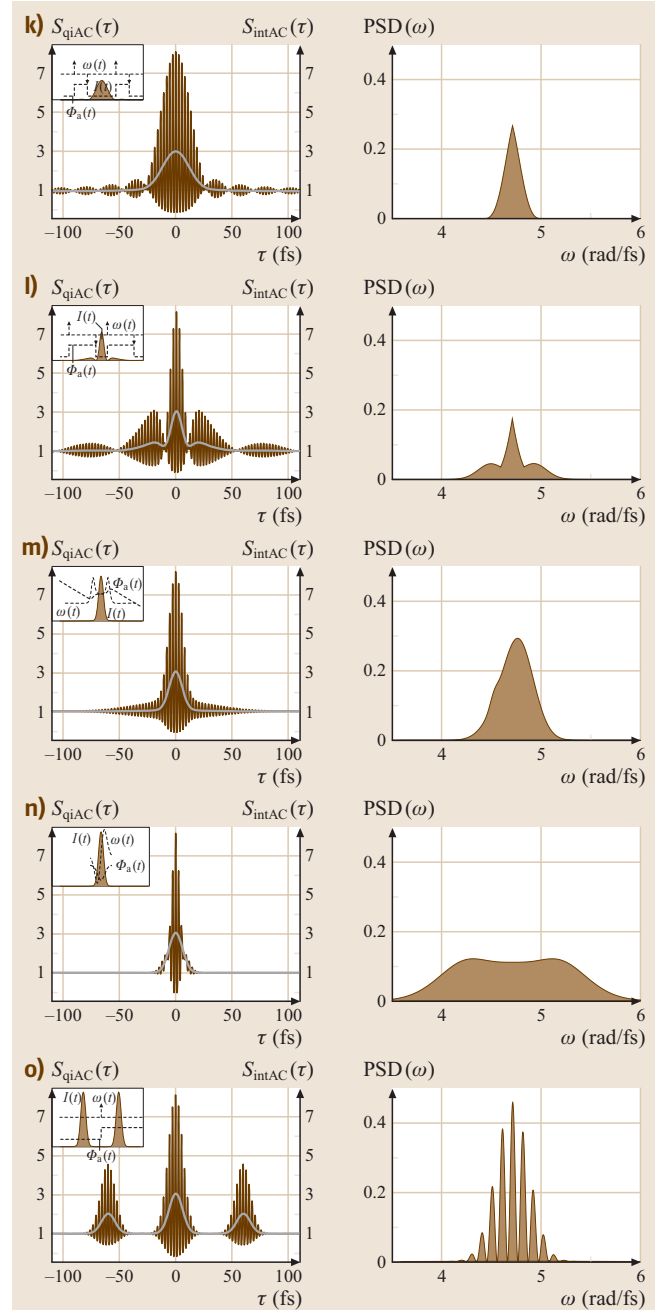 k) S_qiAC(τ) S_intAC(τ) PSD(ω)
ω(t)
I(t)
Φ_a(t)
7 7 0.4
5 5
3 3 0.2
1 1
0
–100 –50 0 50 100 4 5 6
τ (fs) ω (rad/fs)
l) S_qiAC(τ) S_intAC(τ) PSD(ω)
I(t) ω(t)
Φ_a(t)
7 7 0.4
5 5
3 3 0.2
1 1
0
–100 –50 0 50 100 4 5 6
τ (fs) ω (rad/fs)
m) S_qiAC(τ) S_intAC(τ) PSD(ω)
Φ_a(t)
ω(t) I(t)
7 7 0.4
5 5
3 3 0.2
1 1
0
–100 –50 0 50 100 4 5 6
τ (fs) ω (rad/fs)
n) S_qiAC(τ) S_intAC(τ) PSD(ω)
I(t) ω(t)
Φ_a(t)
7 7 0.4
5 5
3 3 0.2
1 1
0
–100 –50 0 50 100 4 5 6
τ (fs) ω (rad/fs)
o) S_qiAC(τ) S_intAC(τ) PSD(ω)
I(t) ω(t)
Φ_a(t)
7 7 0.4
5 5
3 3 0.2
1 1
0
–100 –50 0 50 100 4 5 6
τ (fs) ω (rad/fs)